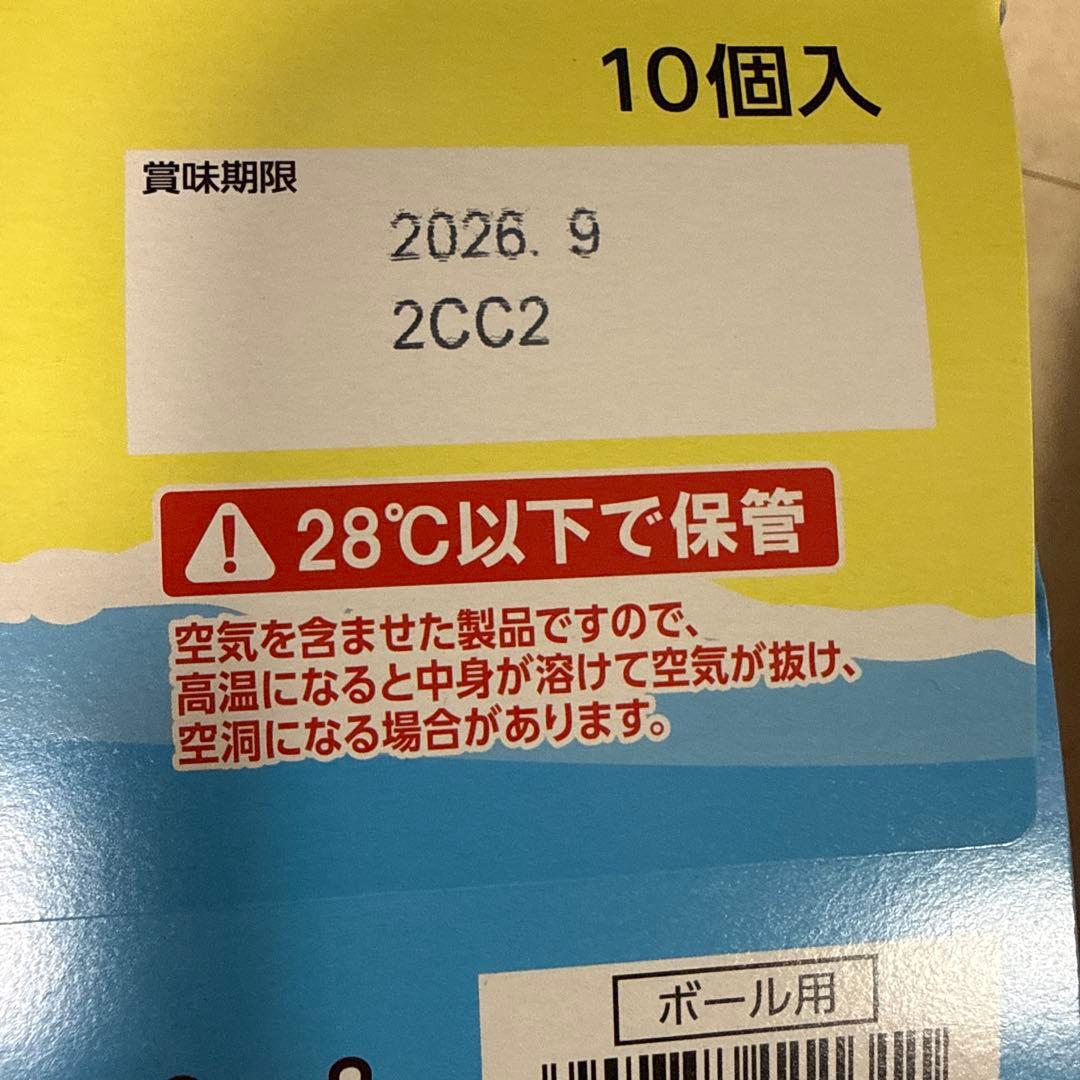 10個入
賞味期限
2026. 9
2CC2
28℃以下で保管
空気を含ませた製品ですので、
高温になると中身が溶けて空気が抜け、
空洞になる場合があります。
ボール用